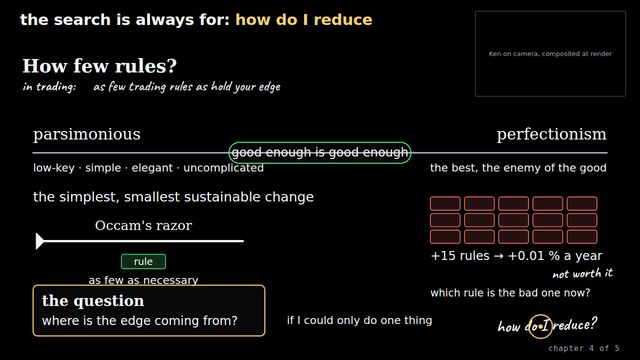 the search is always for: how do I reduce
Ken on camera, composited at render
How few rules?
in trading: as few trading rules as hold your edge
parsimonious
perfectionism
good enough is good enough
low-key · simple · elegant · uncomplicated
the best, the enemy of the good
the simplest, smallest sustainable change
Occam's razor
rule
as few as necessary
+15 rules → +0.01 % a year
not worth it
which rule is the bad one now?
the question
where is the edge coming from?
if I could only do one thing
how do I reduce?
chapter 4 of 5